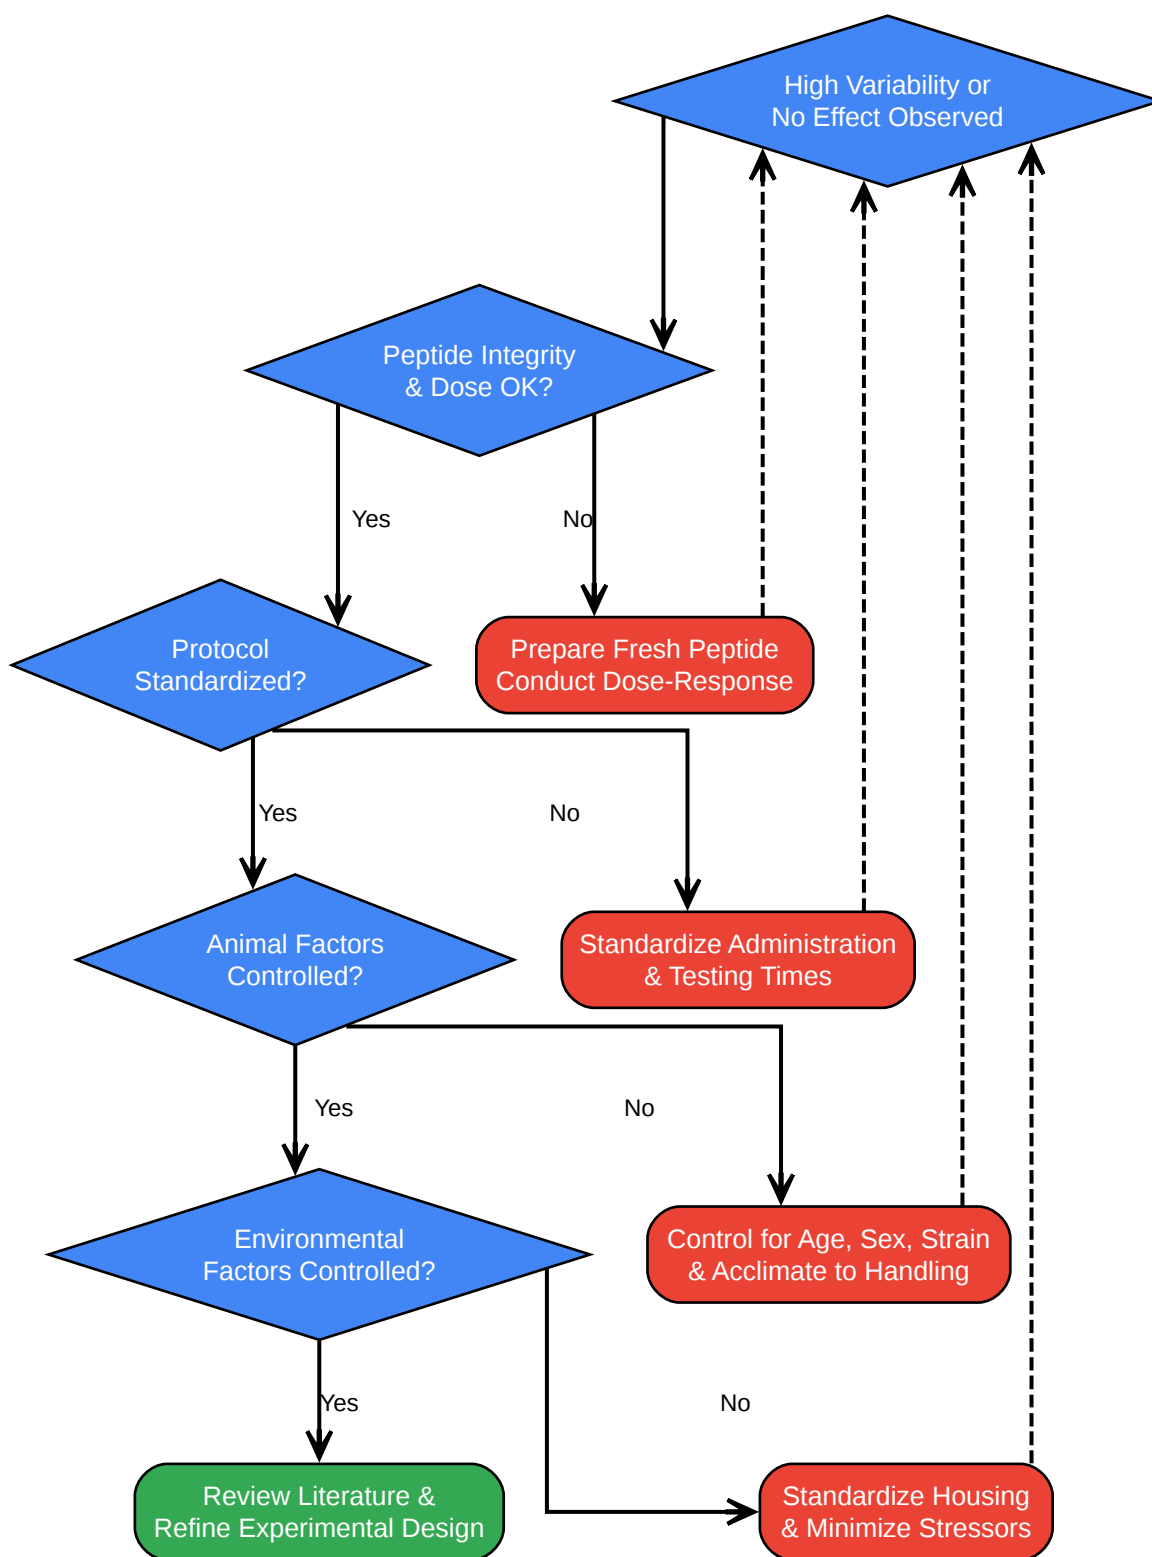 High Variability or
No Effect Observed
Peptide Integrity
& Dose OK?
Yes
No
Protocol
Standardized?
Prepare Fresh Peptide
Conduct Dose-Response
Yes
No
Animal Factors
Controlled?
Standardize Administration
& Testing Times
Yes
No
Environmental
Factors Controlled?
Control for Age, Sex, Strain
& Acclimate to Handling
Yes
No
Review Literature &
Refine Experimental Design
Standardize Housing
& Minimize Stressors